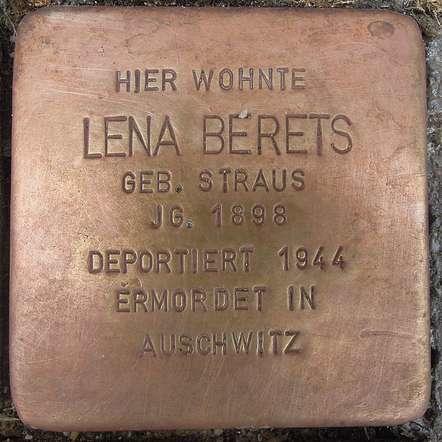 HIER WOHNTE
LENA BERETS
GEB. STRAUS
JG. 1898
DEPORTIERT 1944
ERMORDET IN
AUSCHWITZ